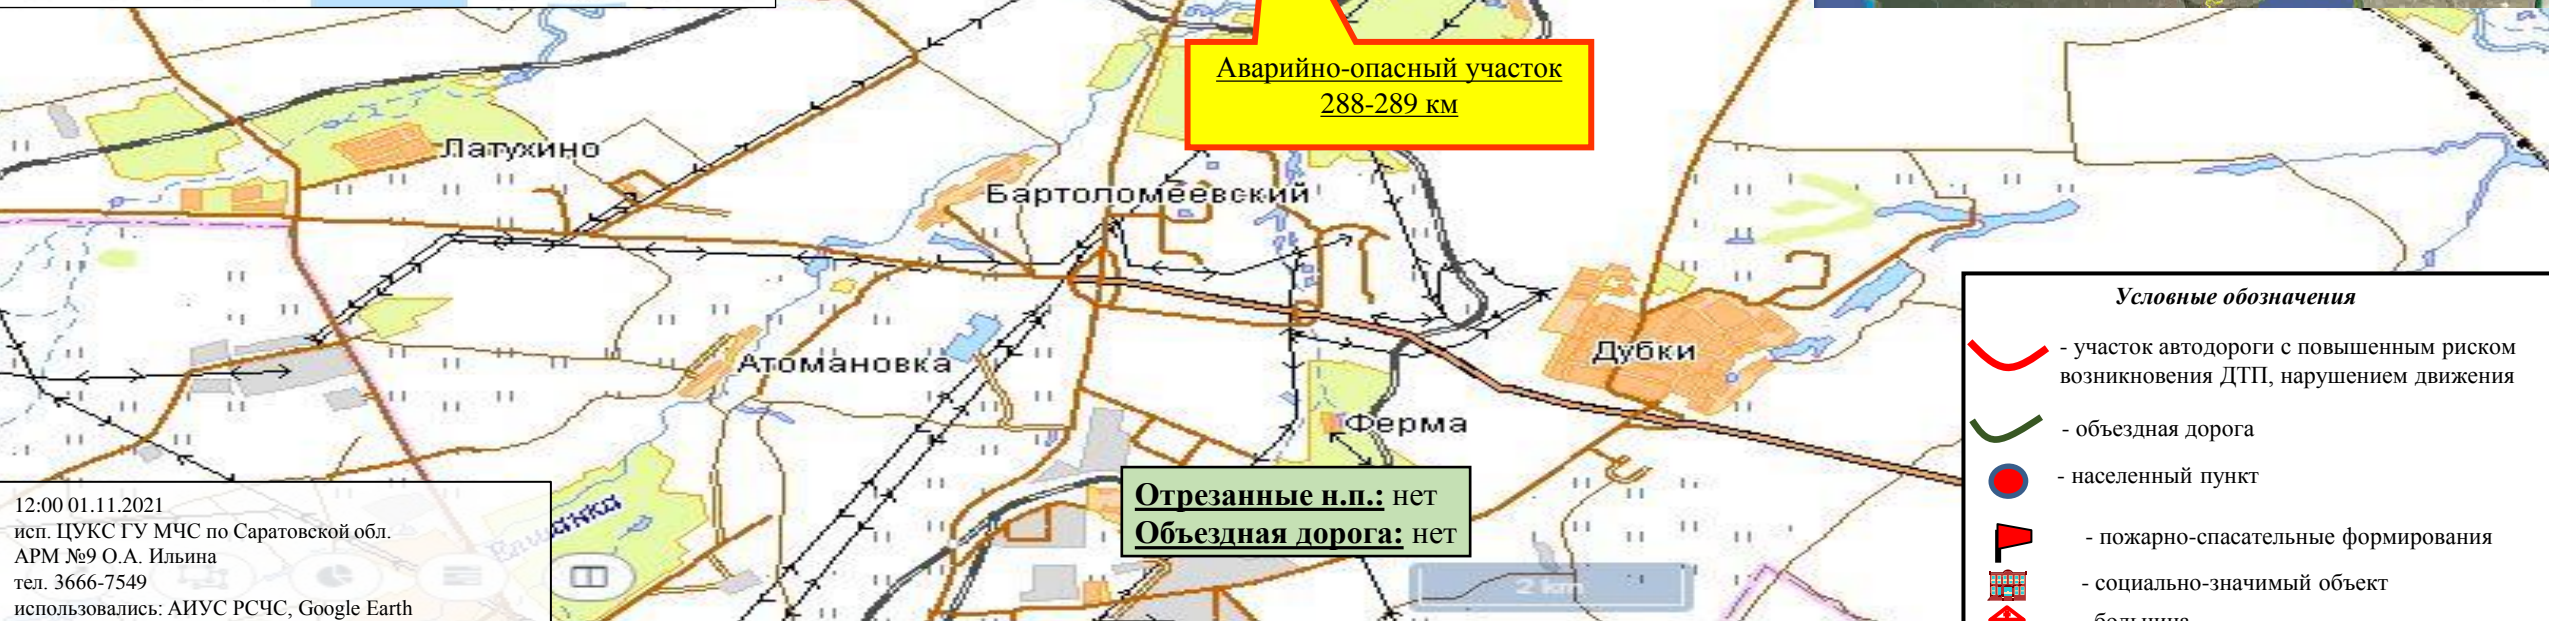 Аварийно-опасный участок
288-289 км
Латухино
Бартоломеевский
Атомановка
Дубки
Ферма
Елшанка
Отрезанные н.п.: нет
Объездная дорога: нет
2 km
12:00 01.11.2021
исп. ЦУКС ГУ МЧС по Саратовской обл.
АРМ №9 О.А. Ильина
тел. 3666-7549
использовались: АИУС РСЧС, Google Earth
Условные обозначения
- участок автодороги с повышенным риском
возникновения ДТП, нарушением движения
- объездная дорога
- населенный пункт
- пожарно-спасательные формирования
- социально-значимый объект
- больница